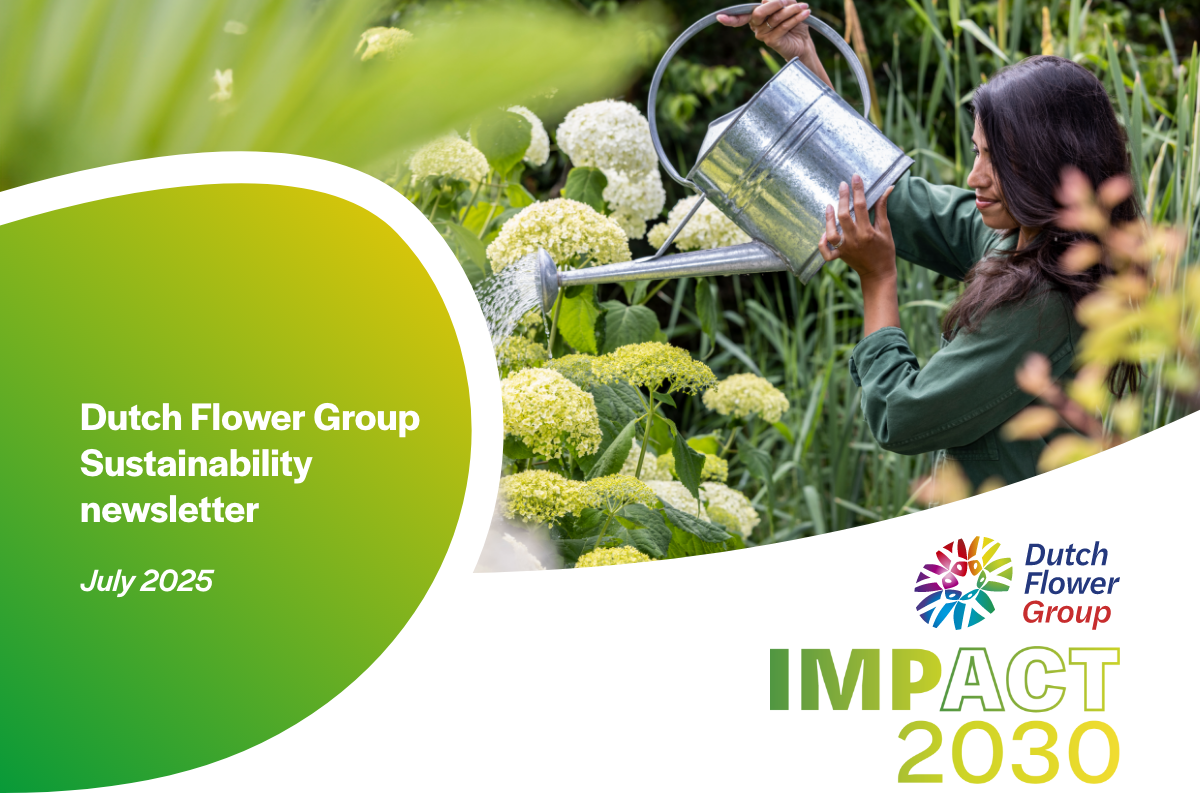 Dutch Flower Group
Sustainability
newsletter
July 2025
Dutch
Flower
Group
IMPACT
2030